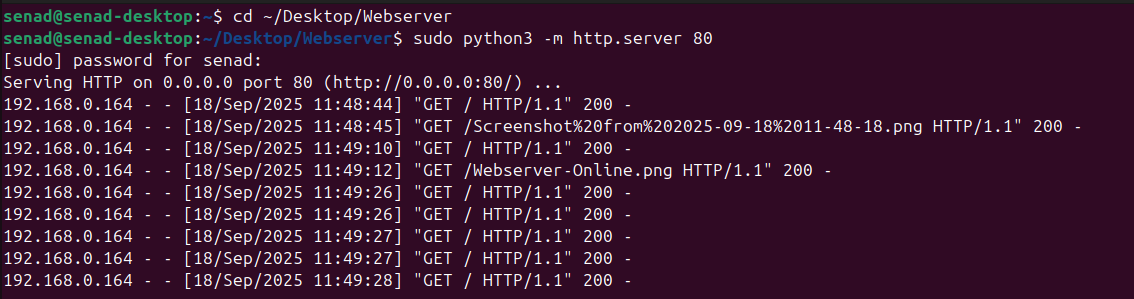 senad@senad-desktop:~$ cd ~/Desktop/Webserver
senad@senad-desktop:~/Desktop/Webserver$ sudo python3 -m http.server 80
[sudo] password for senad:
Serving HTTP on 0.0.0.0 port 80 (http://0.0.0.0:80/) ...
192.168.0.164 - - [18/Sep/2025 11:48:44] "GET / HTTP/1.1" 200 -
192.168.0.164 - - [18/Sep/2025 11:48:45] "GET /Screenshot%20from%202025-09-18%2011-48-18.png HTTP/1.1" 200 -
192.168.0.164 - - [18/Sep/2025 11:49:10] "GET / HTTP/1.1" 200 -
192.168.0.164 - - [18/Sep/2025 11:49:12] "GET /Webserver-Online.png HTTP/1.1" 200 -
192.168.0.164 - - [18/Sep/2025 11:49:26] "GET / HTTP/1.1" 200 -
192.168.0.164 - - [18/Sep/2025 11:49:26] "GET / HTTP/1.1" 200 -
192.168.0.164 - - [18/Sep/2025 11:49:27] "GET / HTTP/1.1" 200 -
192.168.0.164 - - [18/Sep/2025 11:49:27] "GET / HTTP/1.1" 200 -
192.168.0.164 - - [18/Sep/2025 11:49:28] "GET / HTTP/1.1" 200 -